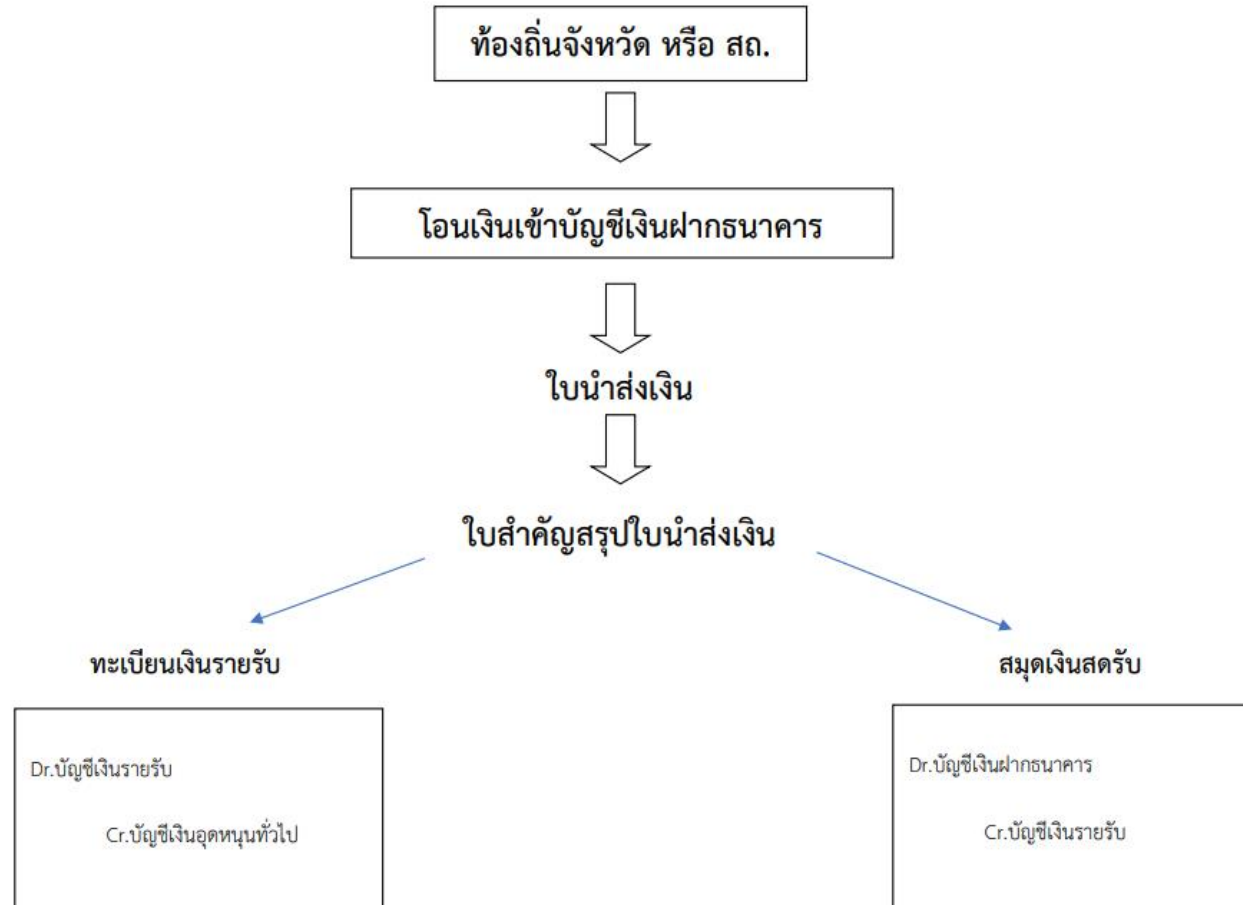 ท้องถิ่นจังหวัด หรือ สถ.
โอนเงินเข้าบัญชีเงินฝากธนาคาร
ใบนำส่งเงิน
ใบสำคัญสรุปใบนำส่งเงิน
ทะเบียนเงินรายรับ
Dr.บัญชีเงินรายรับ
Cr.บัญชีเงินอุดหนุนทั่วไป
สมุดเงินสดรับ
Dr.บัญชีเงินฝากธนาคาร
Cr.บัญชีเงินรายรับ